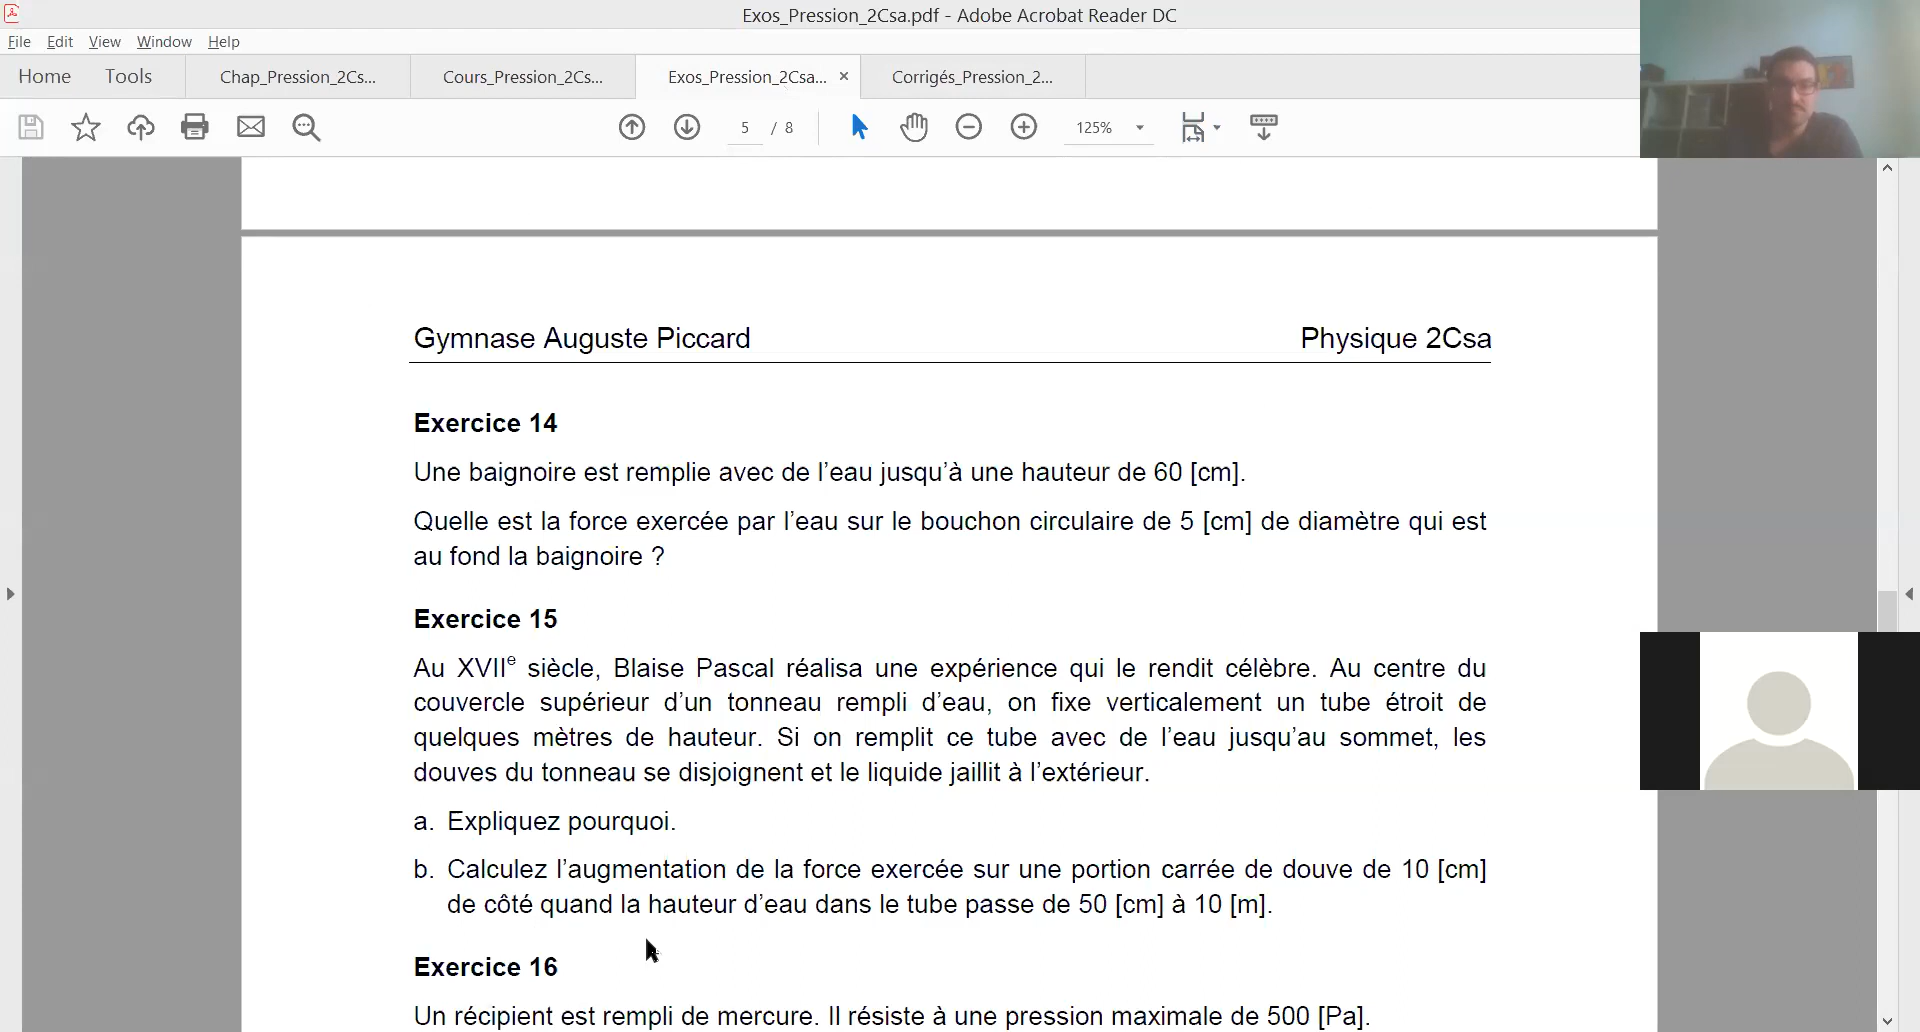 Exos_Pression_2Csa.pdf - Adobe Acrobat Reader DC
File Edit View Window Help
Home Tools Chap_Pression_2Cs... Cours_Pression_2Cs... Exos_Pression_2Csa... × Corrigés_Pression_2...
5 / 8 125%
Gymnase Auguste Piccard Physique 2Csa
Exercice 14
Une baignoire est remplie avec de l’eau jusqu’à une hauteur de 60 [cm].
Quelle est la force exercée par l’eau sur le bouchon circulaire de 5 [cm] de diamètre qui est
au fond la baignoire ?
Exercice 15
Au XVIIe siècle, Blaise Pascal réalisa une expérience qui le rendit célèbre. Au centre du
couvercle supérieur d’un tonneau rempli d’eau, on fixe verticalement un tube étroit de
quelques mètres de hauteur. Si on remplit ce tube avec de l’eau jusqu’au sommet, les
douves du tonneau se disjoignent et le liquide jaillit à l’extérieur.
a. Expliquez pourquoi.
b. Calculez l’augmentation de la force exercée sur une portion carrée de douve de 10 [cm]
de côté quand la hauteur d’eau dans le tube passe de 50 [cm] à 10 [m].
Exercice 16
Un récipient est rempli de mercure. Il résiste à une pression maximale de 500 [Pa].